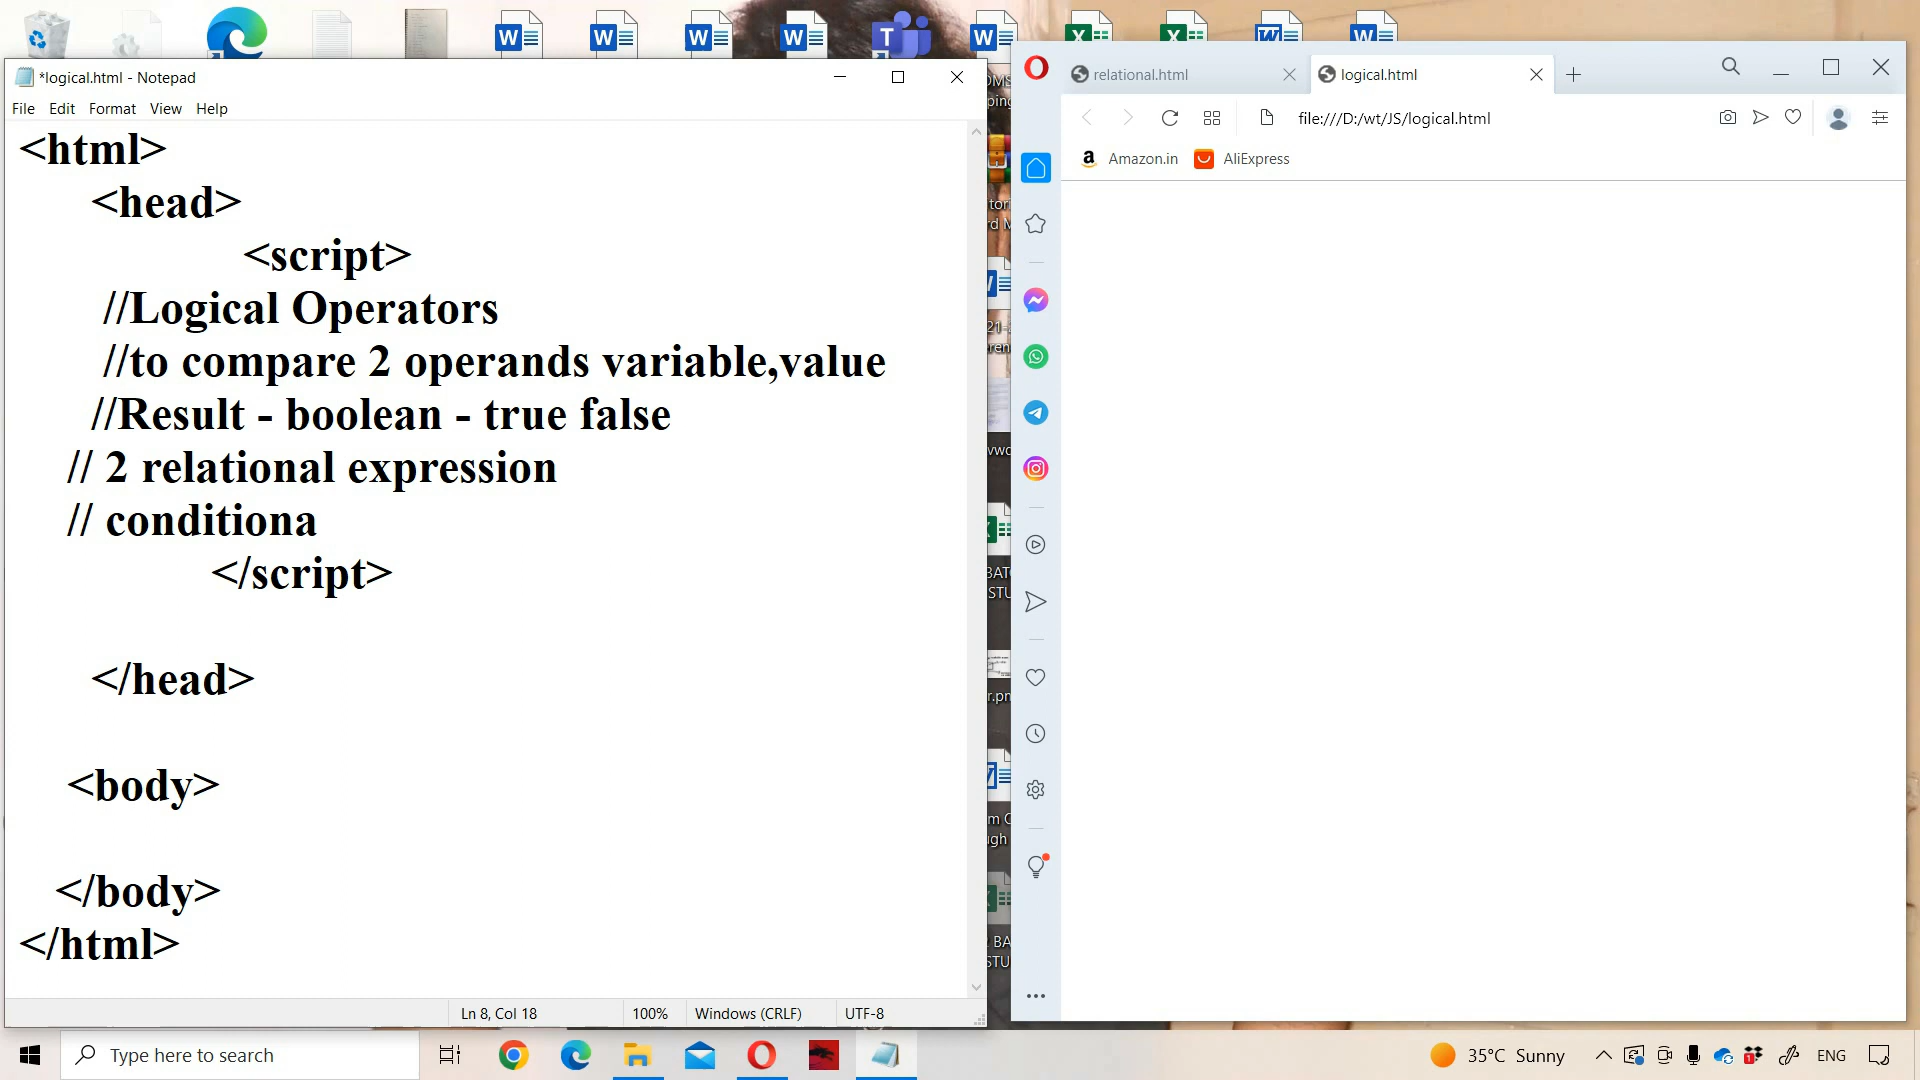 *logical.html - Notepad
File Edit Format View Help
<html>
<head>
<script>
//Logical Operators
//to compare 2 operands variable,value
//Result - boolean - true false
// 2 relational expression
// conditiona
</script>
</head>
<body>
</body>
</html>
Ln 8, Col 18 100% Windows (CRLF) UTF-8
relational.html
logical.html
file:///D:/wt/JS/logical.html
Amazon.in AliExpress
Type here to search
35°C Sunny
ENG